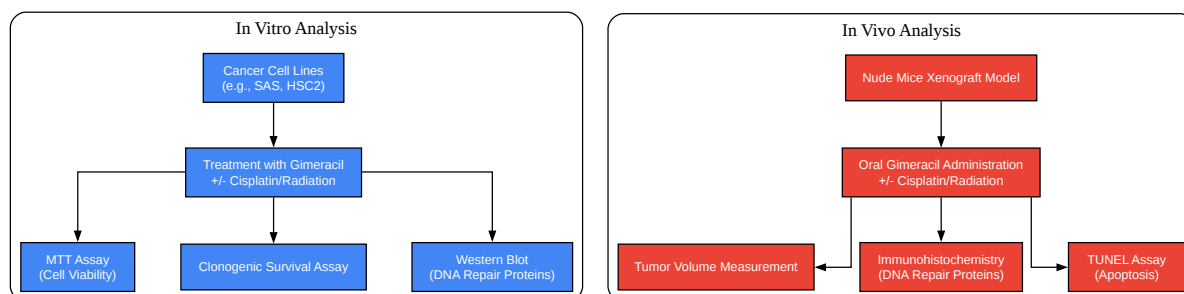 In Vitro Analysis
Cancer Cell Lines
(e.g., SAS, HSC2)
Treatment with Gimeracil
+/- Cisplatin/Radiation
MTT Assay
(Cell Viability)
Clonogenic Survival Assay
Western Blot
(DNA Repair Proteins)
In Vivo Analysis
Nude Mice Xenograft Model
Oral Gimeracil Administration
+/- Cisplatin/Radiation
Tumor Volume Measurement
Immunohistochemistry
(DNA Repair Proteins)
TUNEL Assay
(Apoptosis)